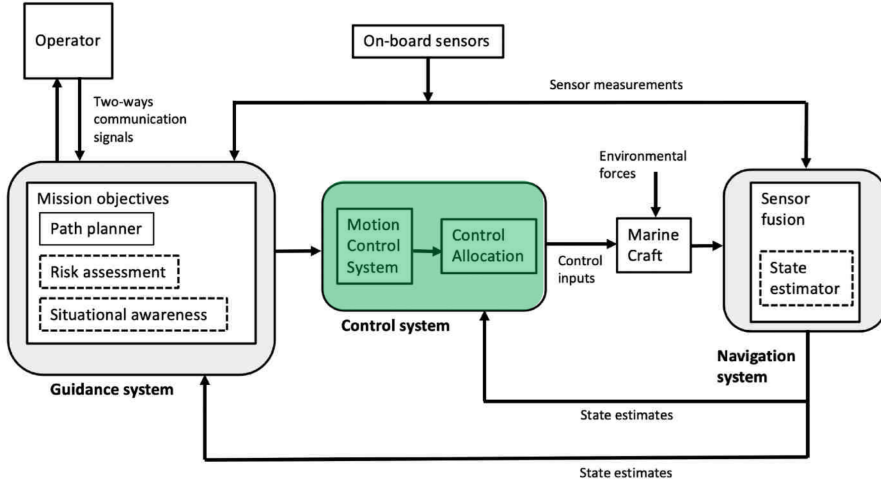 Operator
On-board sensors
Two-ways
communication
signals
Sensor measurements
Mission objectives
Path planner
Risk assessment
Situational awareness
Guidance system
Motion
Control
System
Control
Allocation
Control system
Control
inputs
Environmental
forces
Marine
Craft
Sensor
fusion
State
estimator
Navigation
system
State estimates
State estimates